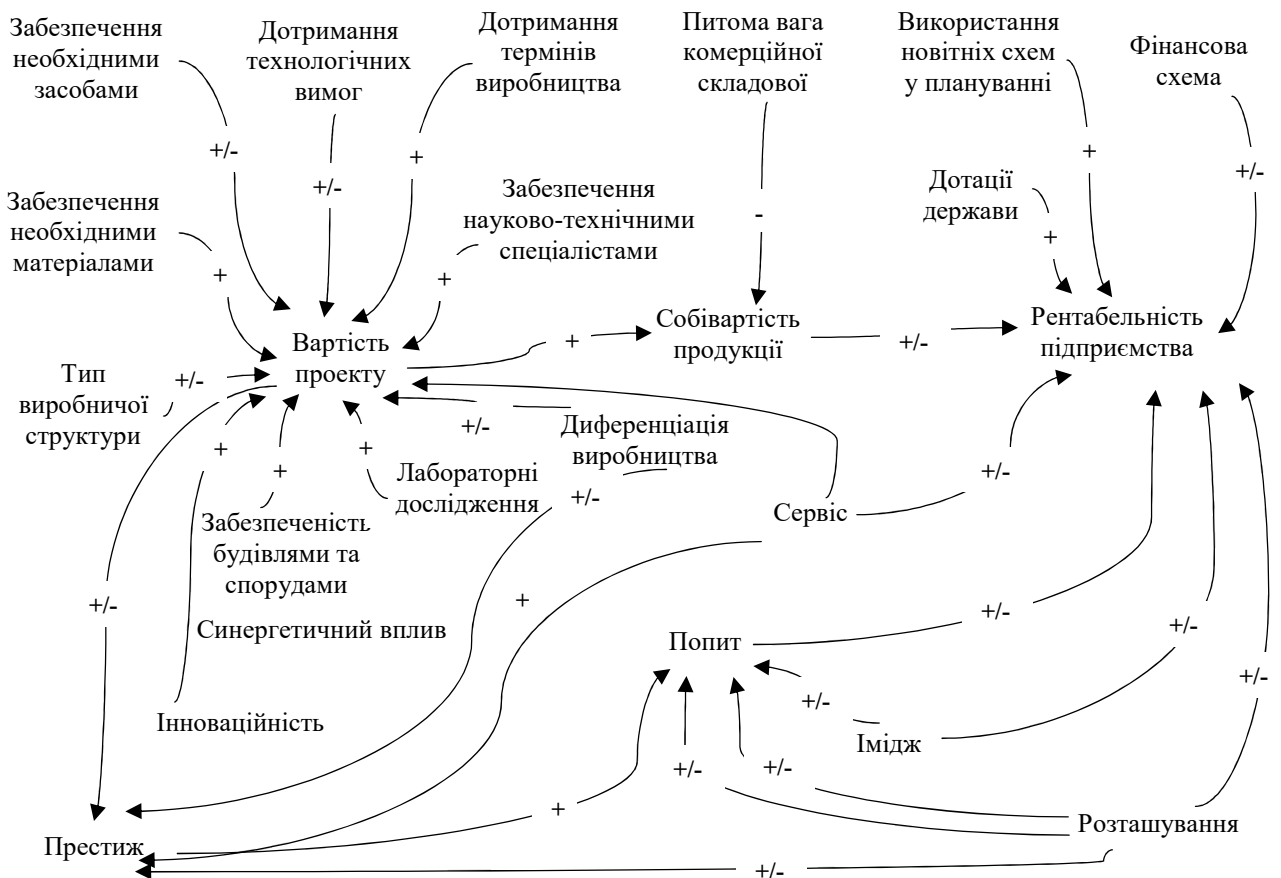 Забезпечення
необхідними
засобами
Дотримання
технологічних
вимог
Дотримання
термінів
виробництва
Питома вага
комерційної
складової
Використання
новітніх схем
у плануванні
Фінансова
схема
+/-
+/-
+
-
+
+/-
Забезпечення
необхідними
матеріалами
+
Забезпечення
науково-технічними
спеціалістами
+
Дотації
держави
+
Вартість
проекту
+
Собівартість
продукції
+/-
Рентабельність
підприємства
Тип
виробничої
структури
+/-
+
+
+
+/-
Диференціація
виробництва
+/-
Лабораторні
дослідження
Забезпеченість
будівлями та
спорудами
Сервіс
+/-
+/-
+
Синергетичний вплив
Інноваційність
Попит
+/-
+/-
+/-
+/-
Імідж
+/-
+/-
+
Розташування
Престиж
+/-